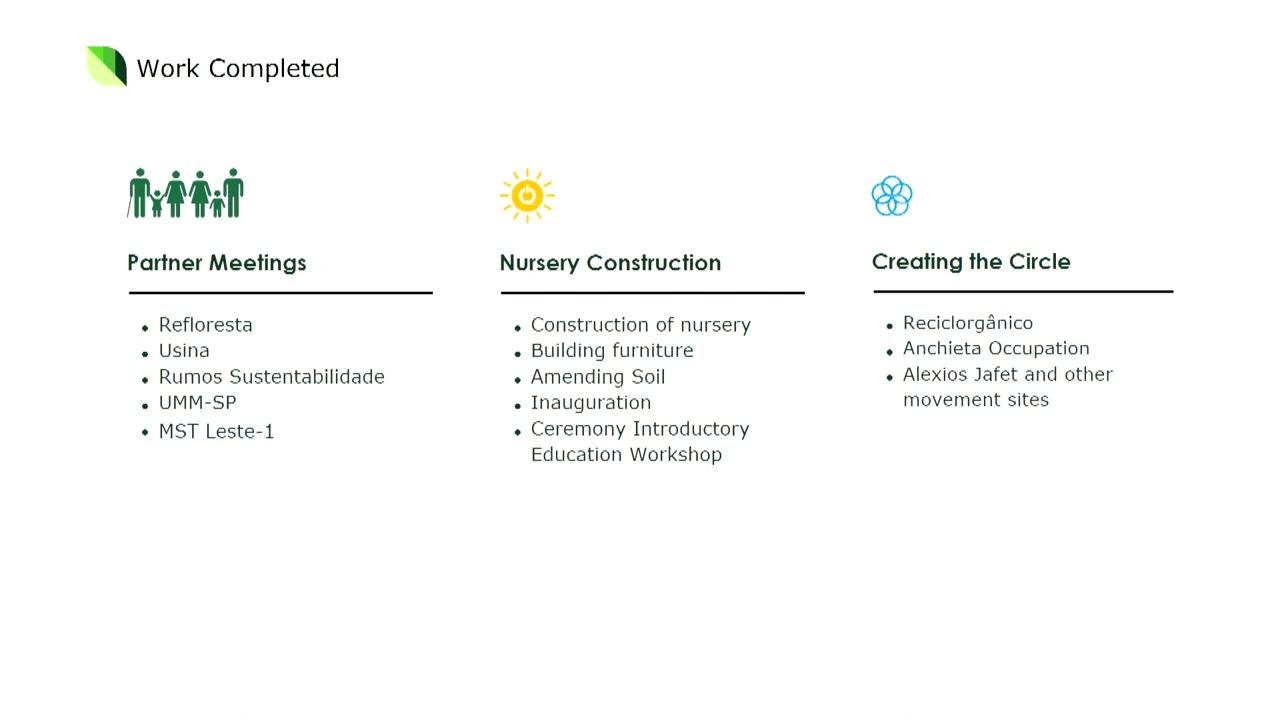 Work Completed
Partner Meetings
Refloresta
Usina
Rumos Sustentabilidade
UMM-SP
MST Leste-1
Nursery Construction
Construction of nursery
Building furniture
Amending Soil
Inauguration
Ceremony Introductory
Education Workshop
Creating the Circle
Reciclorgânico
Anchieta Occupation
Alexios Jafet and other
movement sites